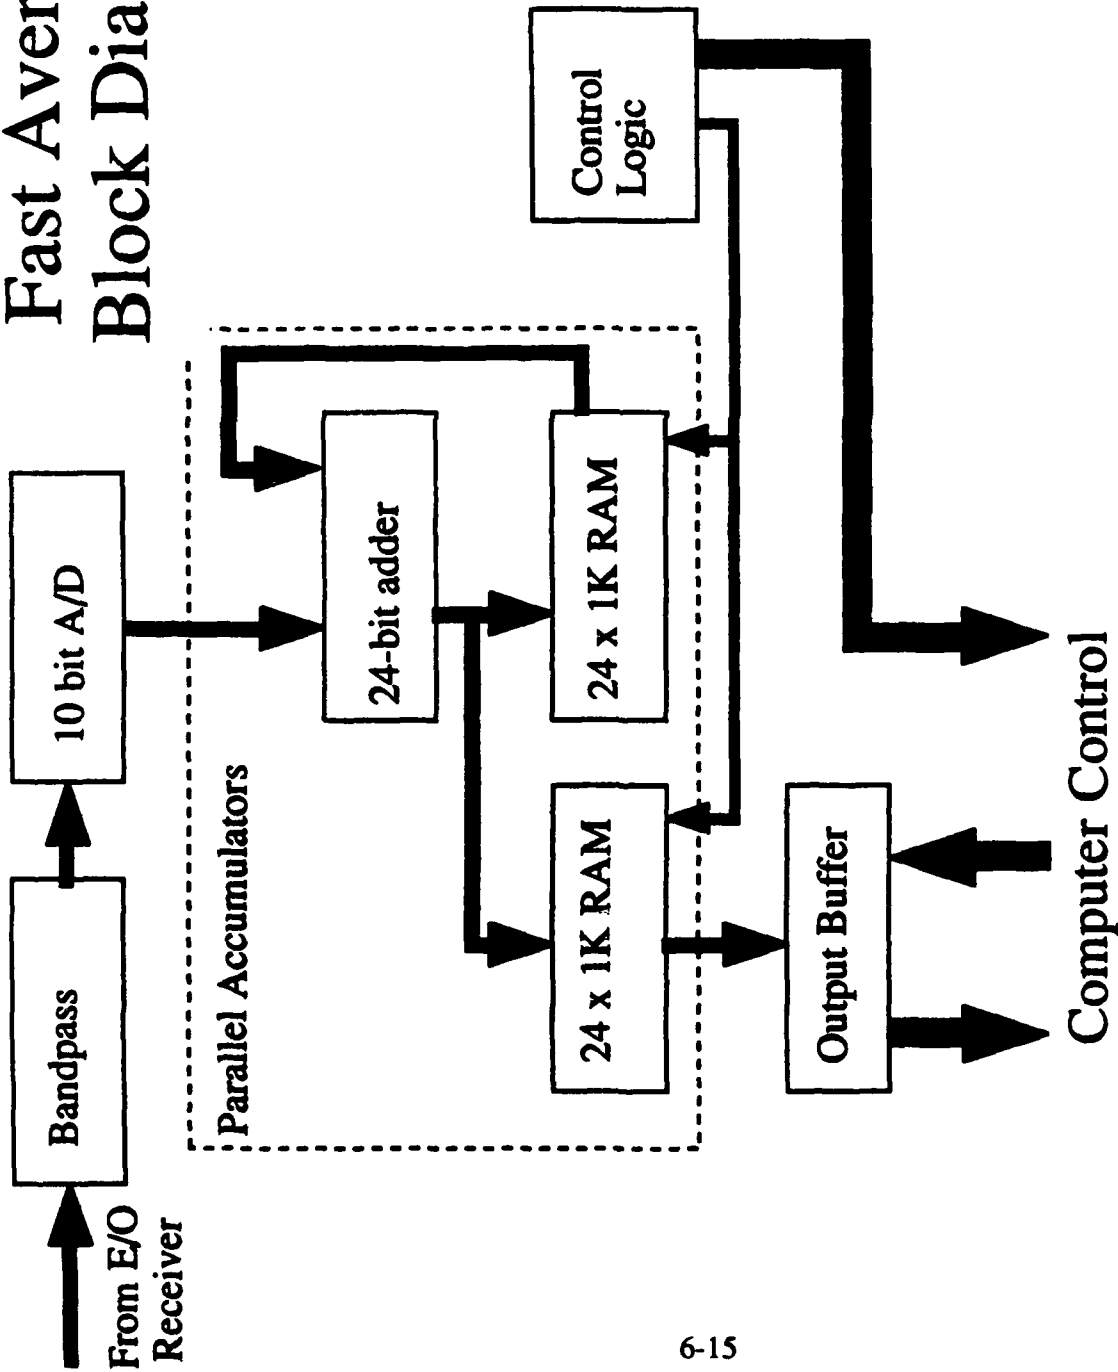 Fast Aver
Block Dia
From E/O
Receiver
Bandpass
10 bit A/D
Parallel Accumulators
24-bit adder
24 x 1K RAM
24 x 1K RAM
Control
Logic
Output Buffer
Computer Control
6-15